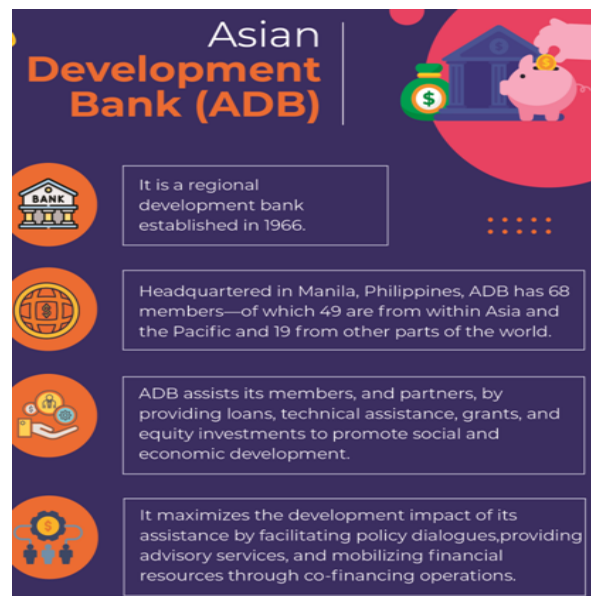 Asian
Development
Bank (ADB)
$
BANK
It is a regional
development bank
established in 1966.
$
Headquartered in Manila, Philippines, ADB has 68
members—of which 49 are from within Asia and
the Pacific and 19 from other parts of the world.
$
ADB assists its members, and partners, by
providing loans, technical assistance, grants, and
equity investments to promote social and
economic development.
$
It maximizes the development impact of its
assistance by facilitating policy dialogues,providing
advisory services, and mobilizing financial
resources through co-financing operations.